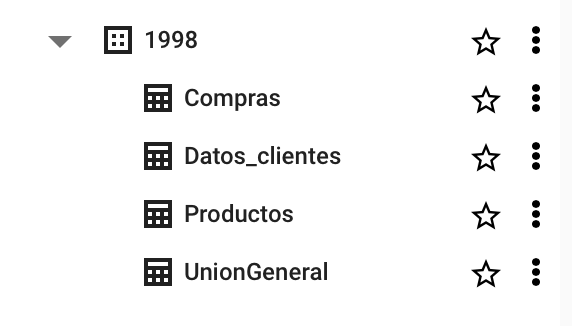 1998
Compras
Datos_clientes
Productos
UnionGeneral